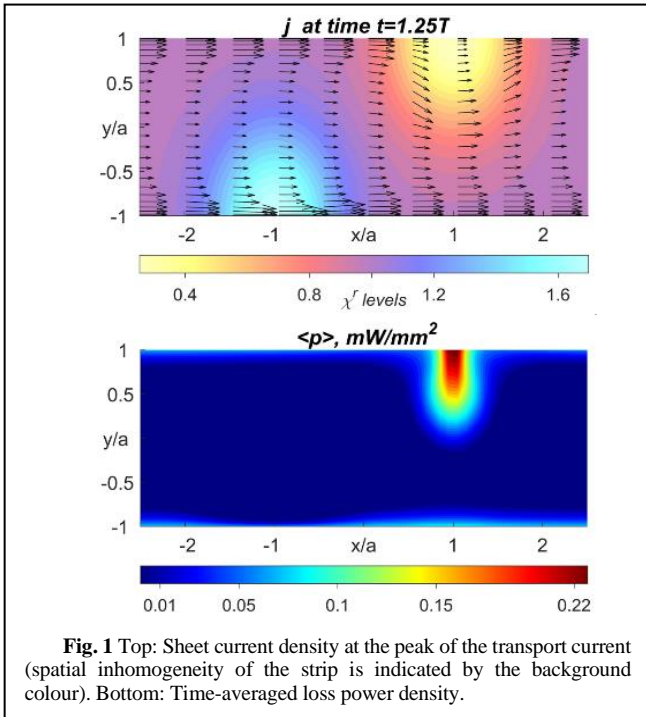 j at time t=1.25T
1
0.5
y/a
-0.5
-1
-2 -1 x/a 1 2
0.4 0.8 1.2 1.6
χʳ levels
<p>, mW/mm²
1
0.5
y/a
-0.5
-1
-2 -1 x/a 1 2
0.01 0.05 0.1 0.15 0.22
Fig. 1 Top: Sheet current density at the peak of the transport current
(spatial inhomogeneity of the strip is indicated by the background
colour). Bottom: Time-averaged loss power density.